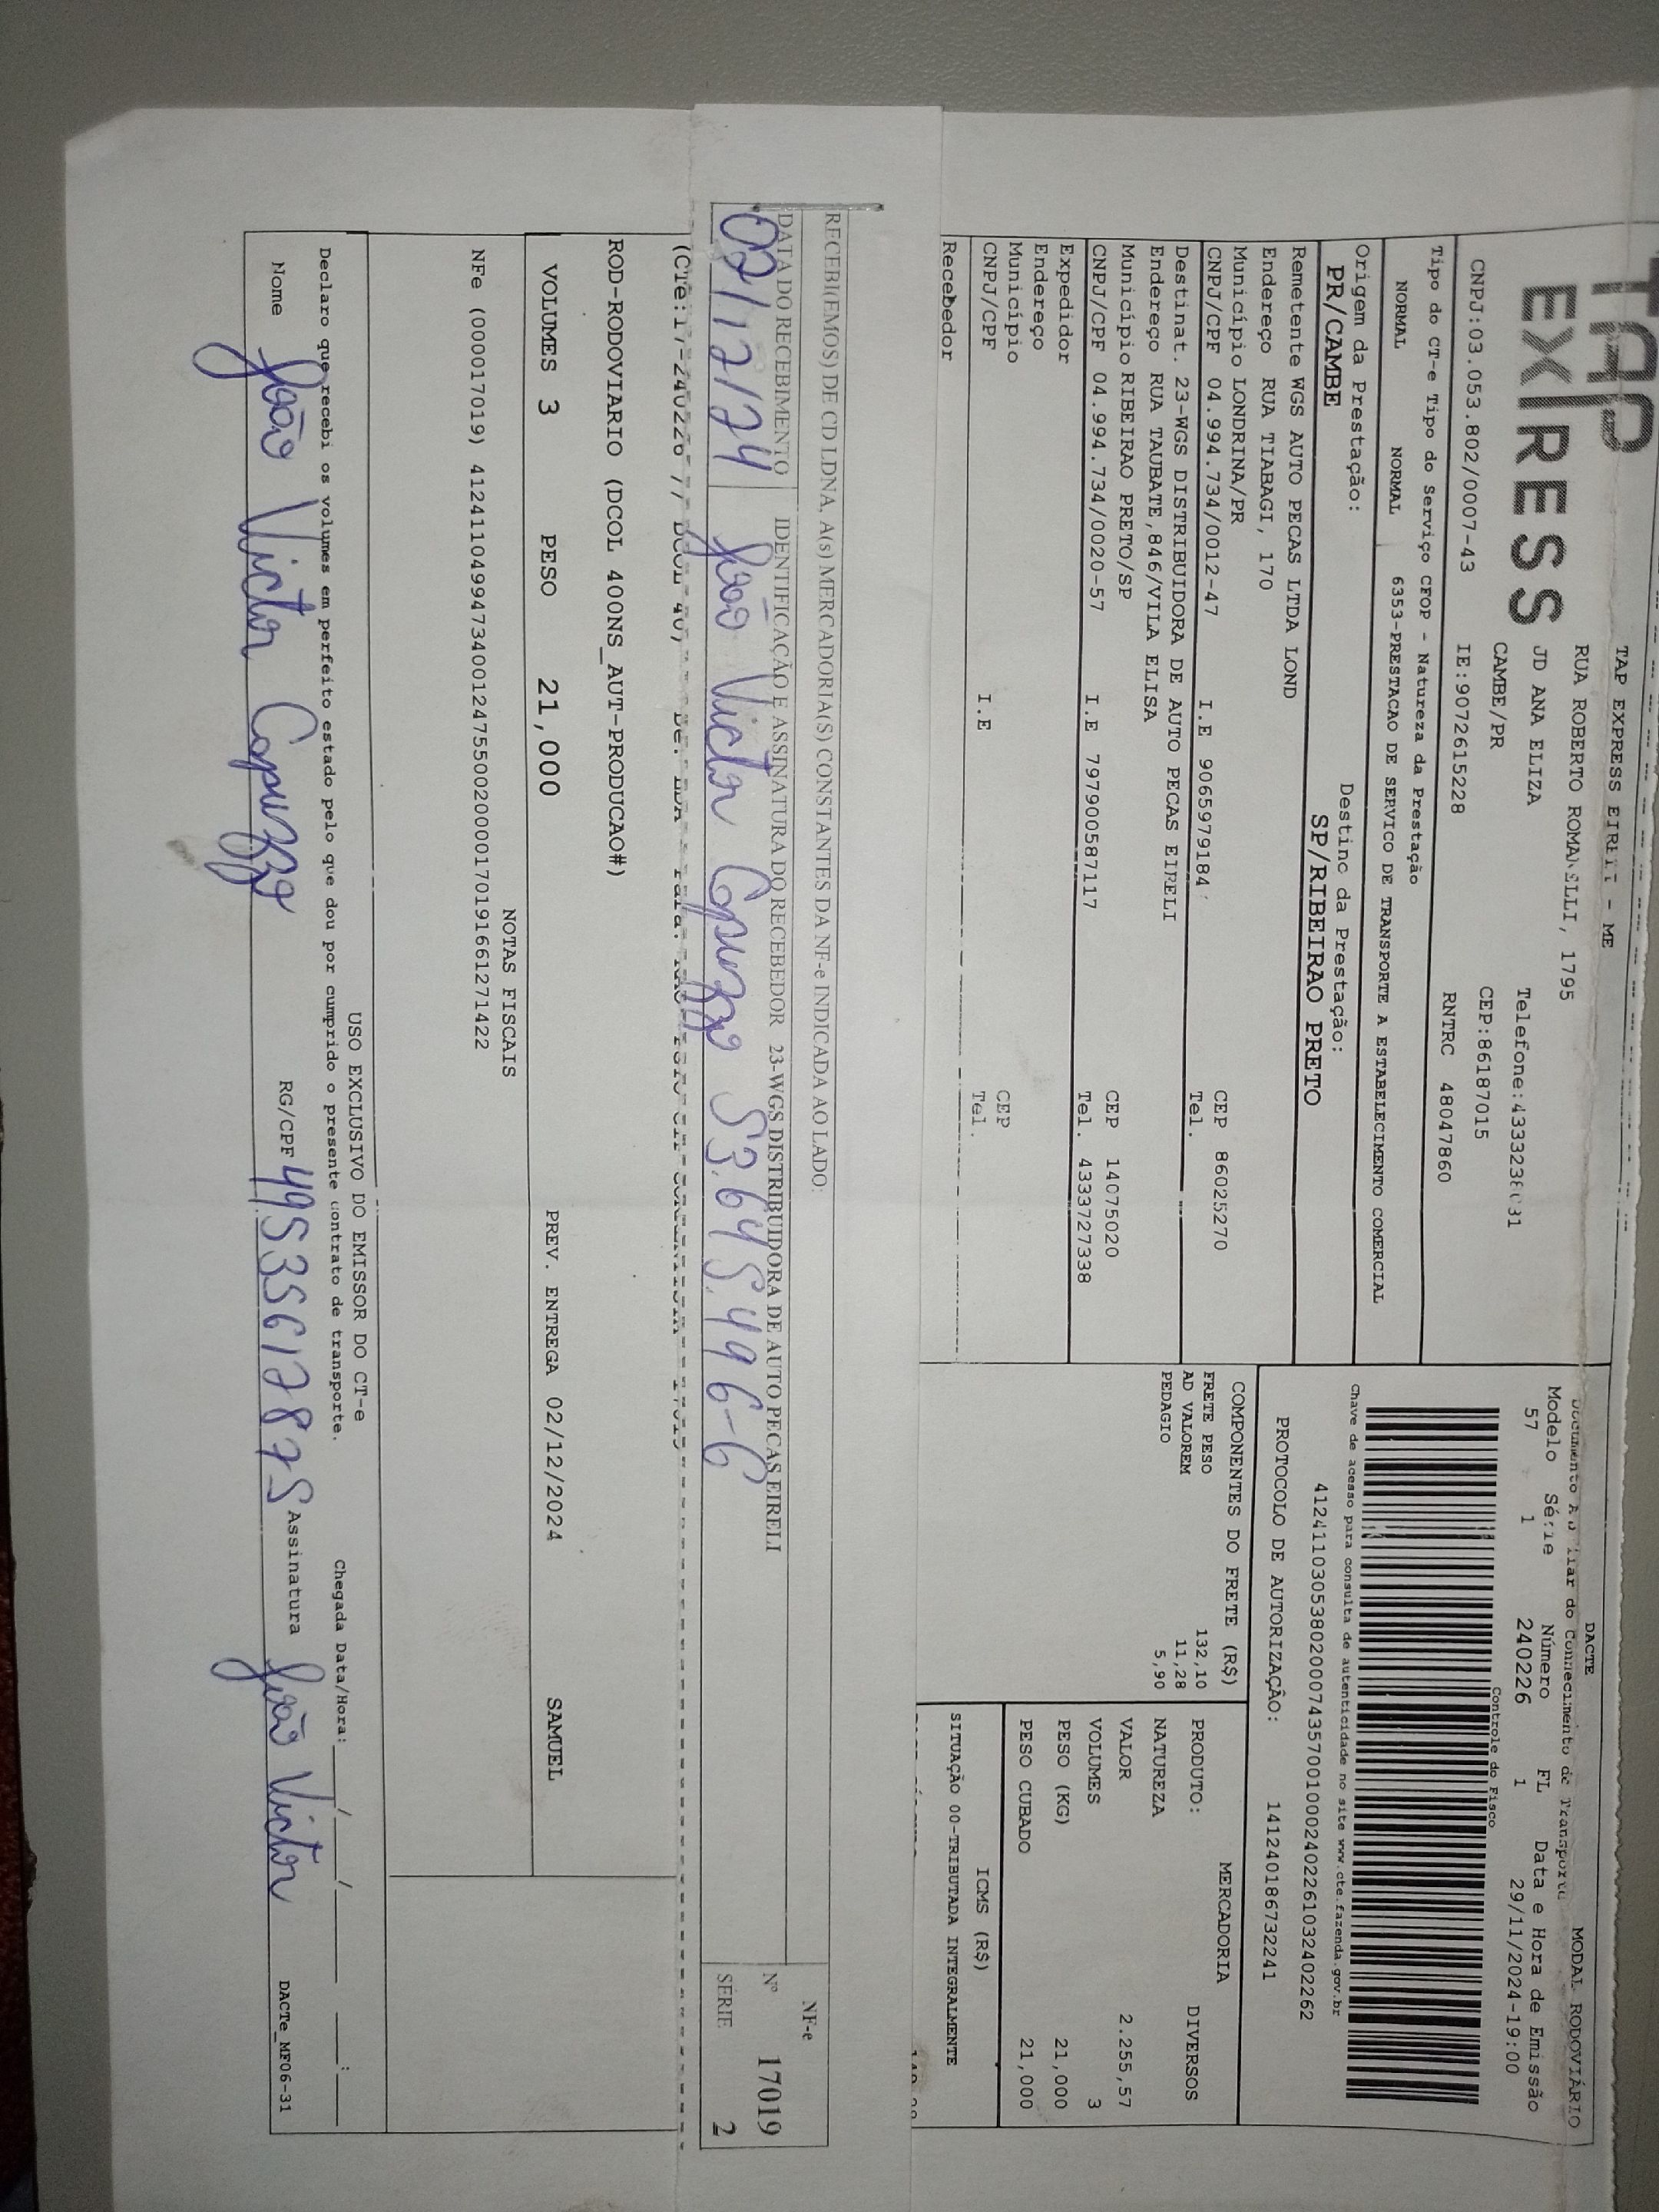 TAP
EXPRESS
TAP EXPRESS EIRELI - ME
RUA ROBERTO ROMANELLI, 1795
JD ANA ELIZA
CAMBE/PR
CEP:86187015
CNPJ:03.053.802/0007-43 IE:9072615228 RNTRC 48047860
Tipo do CT-e Tipo do Serviço CFOP - Natureza da Prestação
NORMAL NORMAL 6353-PRESTACAO DE SERVICO DE TRANSPORTE A ESTABELECIMENTO COMERCIAL
Origem da Prestação: Destino da Prestação:
PR/CAMBE SP/RIBEIRAO PRETO
Remetente WGS AUTO PECAS LTDA LOND
Endereço RUA TIABAGI, 170
Município LONDRINA/PR CEP 86025270
CNPJ/CPF 04.994.734/0012-47 I.E 9065979184 Tel.
Destinat. 23-WGS DISTRIBUIDORA DE AUTO PECAS EIRELI
Endereço RUA TAUBATE,846/VILA ELISA
Município RIBEIRAO PRETO/SP CEP 14075020
CNPJ/CPF 04.994.734/0020-57 I.E 797900587117 Tel. 4333727338
Expedidor
Endereço
Município CEP
CNPJ/CPF I.E Tel.
Recebedor
DACTE MODAL RODOVIÁRIO
Documento Auxiliar do Conhecimento de Transporte
Modelo Série Número FL Data e Hora de Emissão
57 1 240226 1 29/11/2024-19:00
Controle do Fisco
Chave de acesso para consulta de autenticidade no site www.cte.fazenda.gov.br
41241103053802000743570010002402261032402262
PROTOCOLO DE AUTORIZAÇÃO: 141240186732241
COMPONENTES DO FRETE (R$)
FRETE PESO 132,10
AD VALOREM 11,28
PEDAGIO 5,90
MERCADORIA
PRODUTO: DIVERSOS
NATUREZA
VALOR 2.255,57
VOLUMES 3
PESO (KG) 21,000
PESO CUBADO 21,000
ICMS (R$)
SITUAÇÃO 00-TRIBUTADA INTEGRALMENTE
RECEBI(EMOS) DE CD LDNA, A(s) MERCADORIA(S) CONSTANTES DA NF-e INDICADA AO LADO:
DATA DO RECEBIMENTO IDENTIFICAÇÃO E ASSINATURA DO RECEBEDOR 23-WGS DISTRIBUIDORA DE AUTO PECAS EIRELI
02/12/24 João Victor Capuzzo 53.645.496-6
NF-e
Nº 17019
SÉRIE 2
ROD-RODOVIARIO (DCOL 400NS_AUT-PRODUCAO#)
VOLUMES 3 PESO 21,000 PREV. ENTREGA 02/12/2024 SAMUEL
NOTAS FISCAIS
NFe (000017019) 41241104994734001247550020000170191661271422
USO EXCLUSIVO DO EMISSOR DO CT-e
Declaro que recebi os volumes em perfeito estado pelo que dou por cumprido o presente contrato de transporte. Chegada Data/Hora:___/___/___ ___:___
Nome João Victor Capuzzo RG/CPF 49535612875 Assinatura João Victor
DACTe_MF06-31